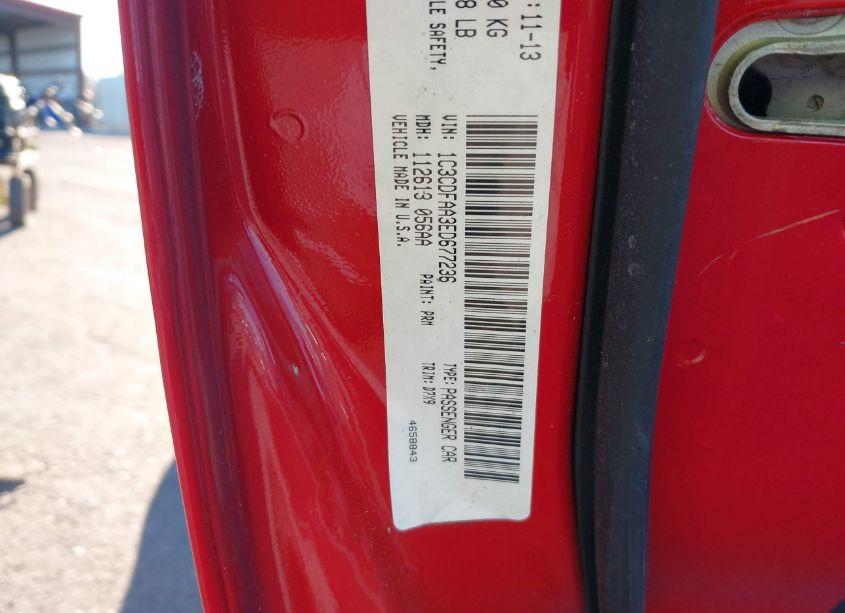 : 11-13
0 KG
8 LB
LE SAFETY,
VIN: 1C3CDFAA3ED677236
TYPE: PASSENGER CAR
MDH: 112613 056AA
PAINT: PRM
TRIM: D7X9
VEHICLE MADE IN U.S.A.
4658843